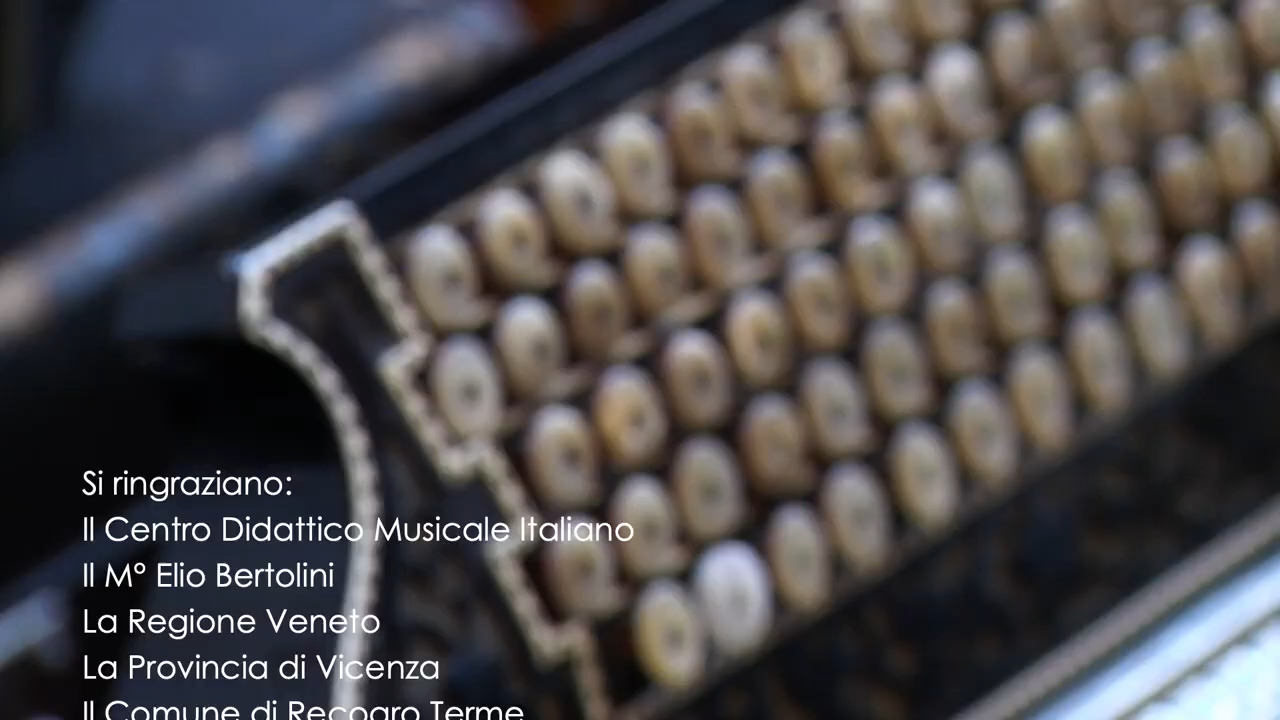 Si ringraziano:
Il Centro Didattico Musicale Italiano
Il M° Elio Bertolini
La Regione Veneto
La Provincia di Vicenza
Il Comune di Recoaro Terme